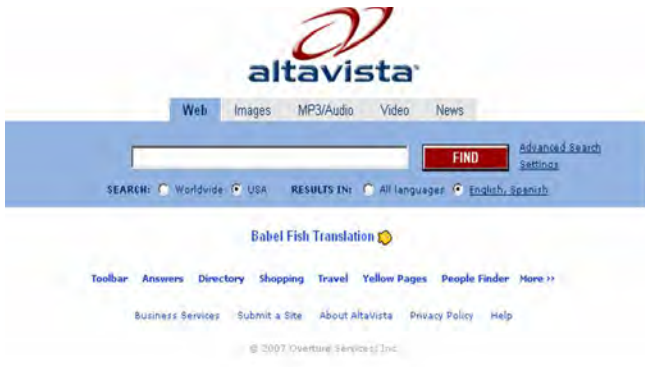 altavista
Web Images MP3/Audio Video News
FIND
Advanced Search
Settings
SEARCH: Worldwide USA RESULTS IN: All languages English, Spanish
Babel Fish Translation
Toolbar Answers Directory Shopping Travel Yellow Pages People Finder More >>
Business Services Submit a Site About AltaVista Privacy Policy Help
© 2007 Overture Services, Inc.